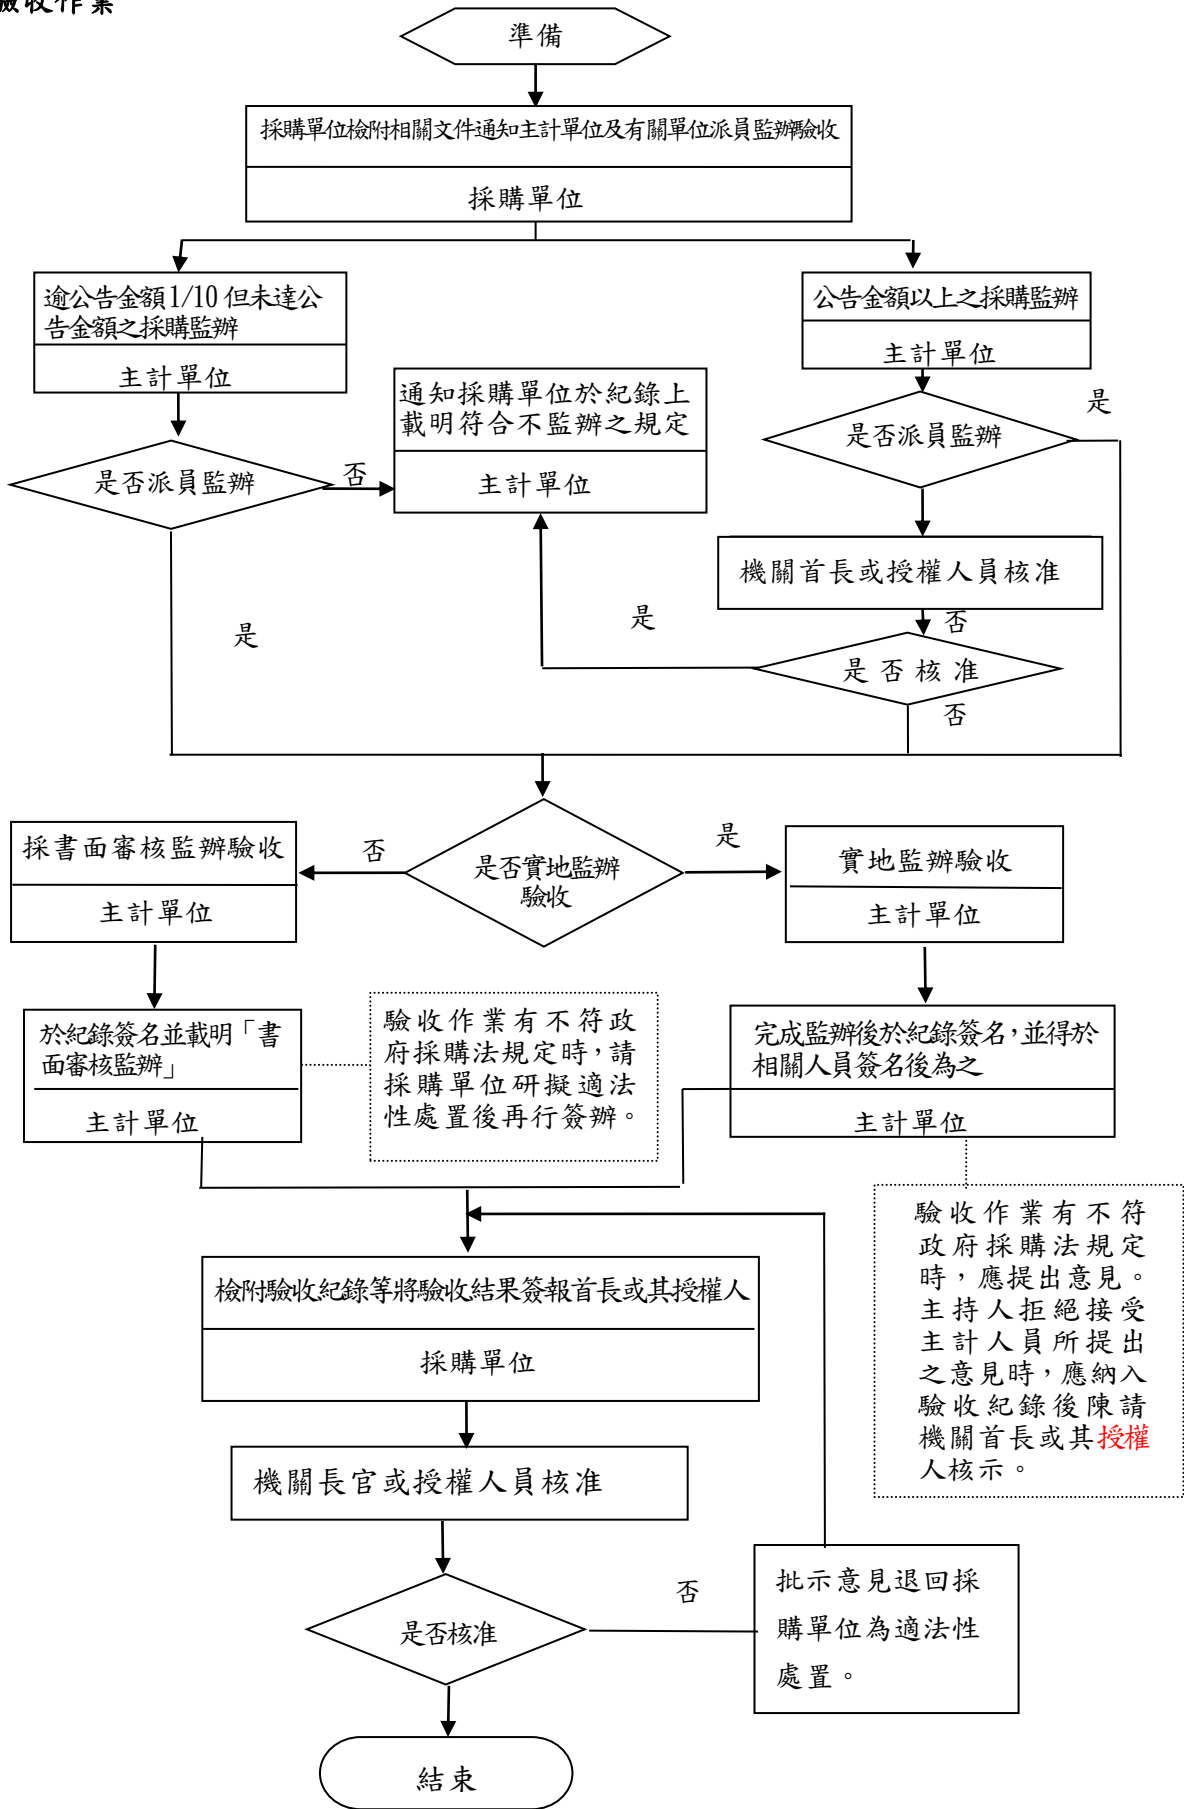 驗收作業
準備
採購單位檢附相關文件通知主計單位及有關單位派員監辦驗收
採購單位
逾公告金額1/10但未達公
告金額之採購監辦
主計單位
公告金額以上之採購監辦
主計單位
通知採購單位於紀錄上
載明符合不監辦之規定
主計單位
是否派員監辦
是
是否派員監辦
否
機關首長或授權人員核准
是
是
否
是否核准
否
採書面審核監辦驗收
主計單位
否
是否實地監辦
驗收
是
實地監辦驗收
主計單位
於紀錄簽名並載明「書
面審核監辦」
主計單位
驗收作業有不符政
府採購法規定時，請
採購單位研擬適法
性處置後再行簽辦。
完成監辦後於紀錄簽名，並得於
相關人員簽名後為之
主計單位
驗收作業有不符
政府採購法規定
時，應提出意見。
主持人拒絕接受
主計人員所提出
之意見時，應納入
驗收紀錄後陳請
機關首長或其授權
人核示。
檢附驗收紀錄等將驗收結果簽報首長或其授權人
採購單位
機關長官或授權人員核准
是否核准
否
批示意見退回採
購單位為適法性
處置。
結束